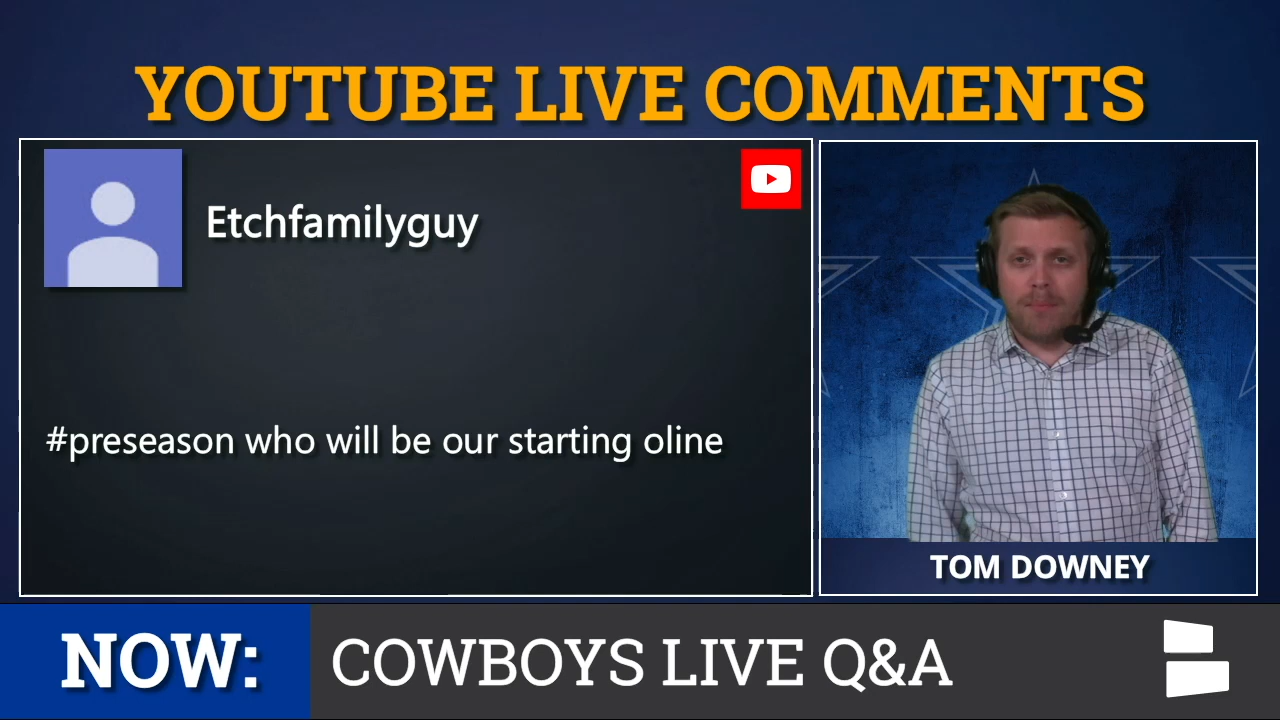 YOUTUBE LIVE COMMENTS
Etchfamilyguy
#preseason who will be our starting oline
TOM DOWNEY
NOW:
COWBOYS LIVE Q&A